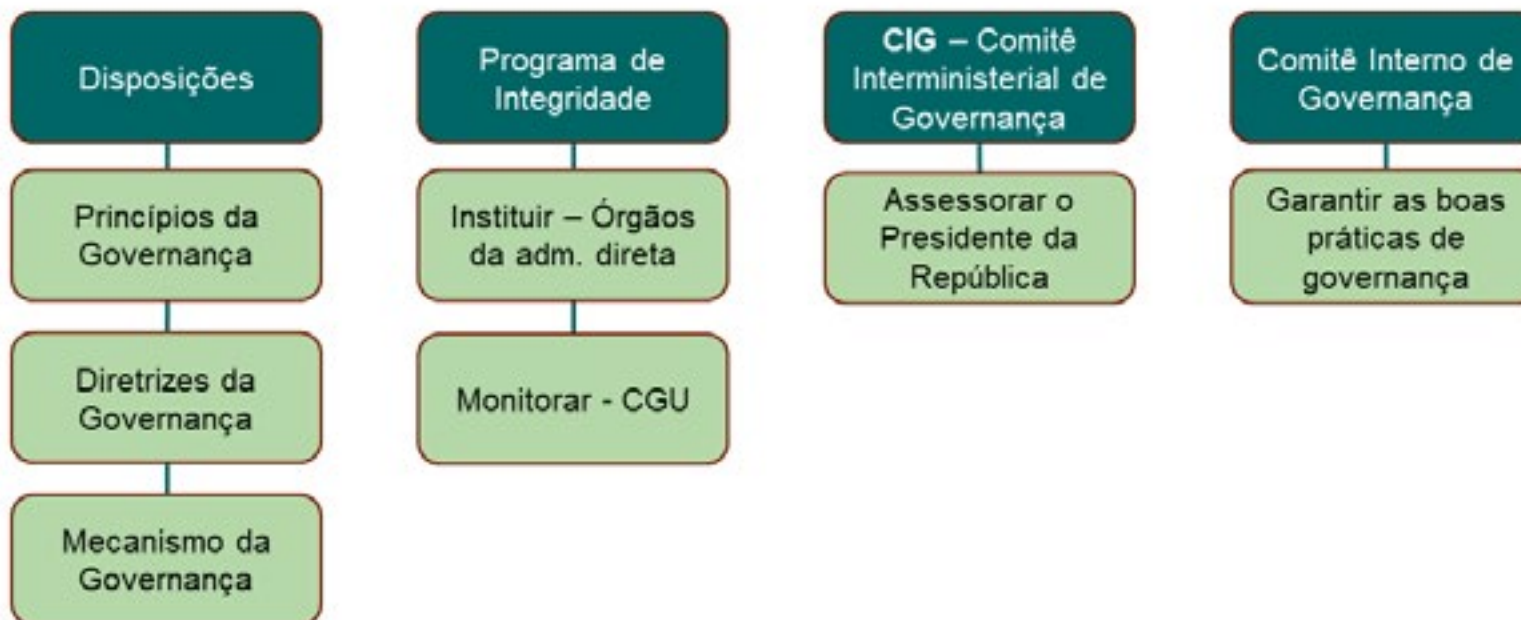 Disposições
Princípios da
Governança
Diretrizes da
Governança
Mecanismo da
Governança
Programa de
Integridade
Instituir – Órgãos
da adm. direta
Monitorar - CGU
CIG – Comitê
Interministerial de
Governança
Assessorar o
Presidente da
República
Comitê Interno de
Governança
Garantir as boas
práticas de
governança